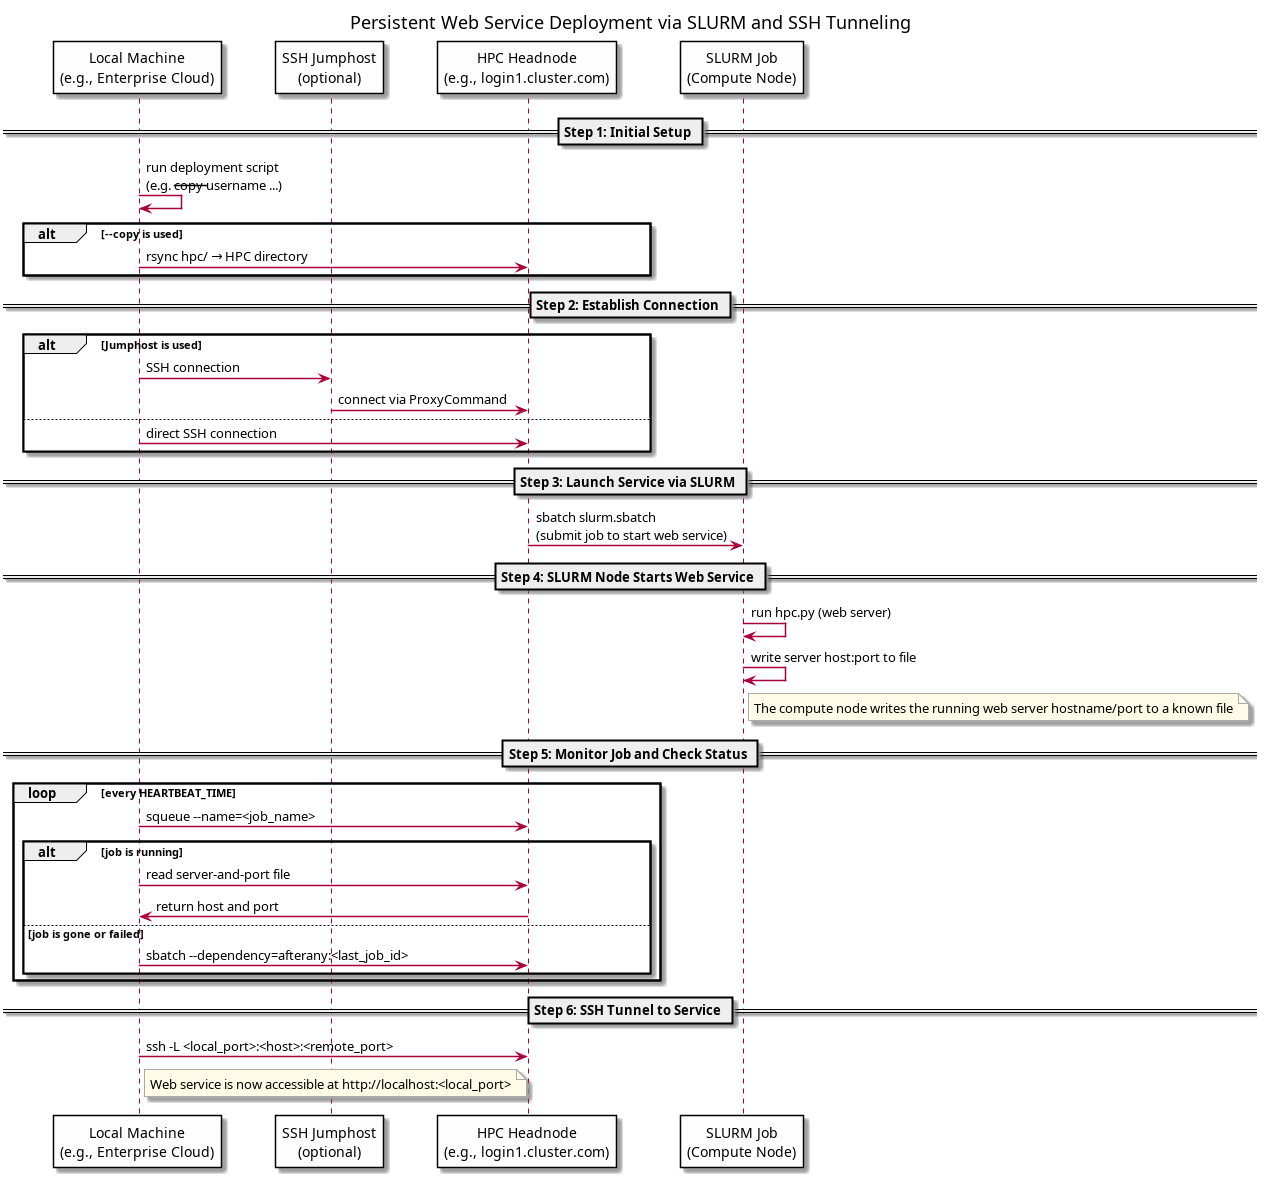 Persistent Web Service Deployment via SLURM and SSH Tunneling
Local Machine
(e.g., Enterprise Cloud)
SSH Jumphost
(optional)
HPC Headnode
(e.g., login1.cluster.com)
SLURM Job
(Compute Node)
Step 1: Initial Setup
run deployment script
(e.g. copy username ...)
alt [--copy is used]
rsync hpc/ → HPC directory
Step 2: Establish Connection
alt [Jumphost is used]
SSH connection
connect via ProxyCommand
direct SSH connection
Step 3: Launch Service via SLURM
sbatch slurm.sbatch
(submit job to start web service)
Step 4: SLURM Node Starts Web Service
run hpc.py (web server)
write server host:port to file
The compute node writes the running web server hostname/port to a known file
Step 5: Monitor Job and Check Status
loop [every HEARTBEAT_TIME]
squeue --name=<job_name>
alt [job is running]
read server-and-port file
return host and port
[job is gone or failed]
sbatch --dependency=afterany:<last_job_id>
Step 6: SSH Tunnel to Service
ssh -L <local_port>:<host>:<remote_port>
Web service is now accessible at http://localhost:<local_port>
Local Machine
(e.g., Enterprise Cloud)
SSH Jumphost
(optional)
HPC Headnode
(e.g., login1.cluster.com)
SLURM Job
(Compute Node)